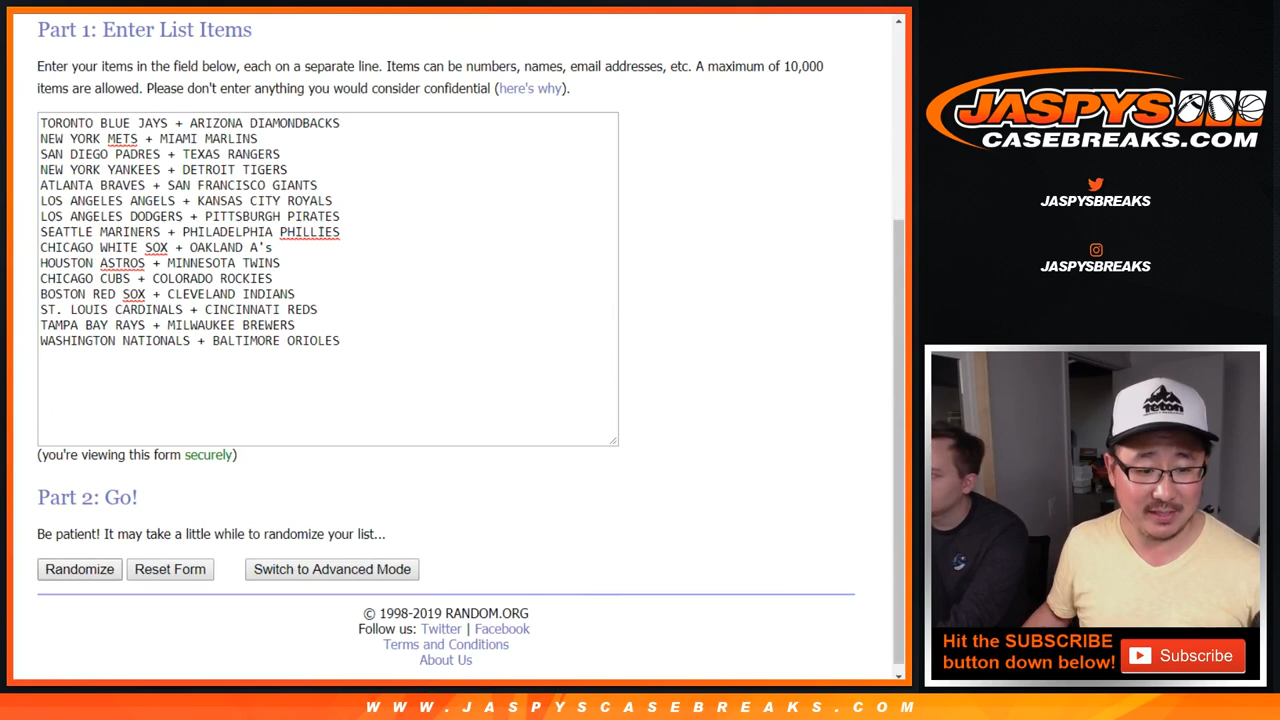 Part 1: Enter List Items
Enter your items in the field below, each on a separate line. Items can be numbers, names, email addresses, etc. A maximum of 10,000
items are allowed. Please don't enter anything you would consider confidential (here's why).
TORONTO BLUE JAYS + ARIZONA DIAMONDBACKS
NEW YORK METS + MIAMI MARLINS
SAN DIEGO PADRES + TEXAS RANGERS
NEW YORK YANKEES + DETROIT TIGERS
ATLANTA BRAVES + SAN FRANCISCO GIANTS
LOS ANGELES ANGELS + KANSAS CITY ROYALS
LOS ANGELES DODGERS + PITTSBURGH PIRATES
SEATTLE MARINERS + PHILADELPHIA PHILLIES
CHICAGO WHITE SOX + OAKLAND A's
HOUSTON ASTROS + MINNESOTA TWINS
CHICAGO CUBS + COLORADO ROCKIES
BOSTON RED SOX + CLEVELAND INDIANS
ST. LOUIS CARDINALS + CINCINNATI REDS
TAMPA BAY RAYS + MILWAUKEE BREWERS
WASHINGTON NATIONALS + BALTIMORE ORIOLES
(you're viewing this form securely)
Part 2: Go!
Be patient! It may take a little while to randomize your list...
Randomize Reset Form Switch to Advanced Mode
© 1998-2019 RANDOM.ORG
Follow us: Twitter | Facebook
Terms and Conditions
About Us
JASPYS
CASEBREAKS.COM
JASPYSBREAKS
JASPYSBREAKS
Teton
Hit the SUBSCRIBE
button down below!
Subscribe
WWW.JASPYSCASEBREAKS.COM